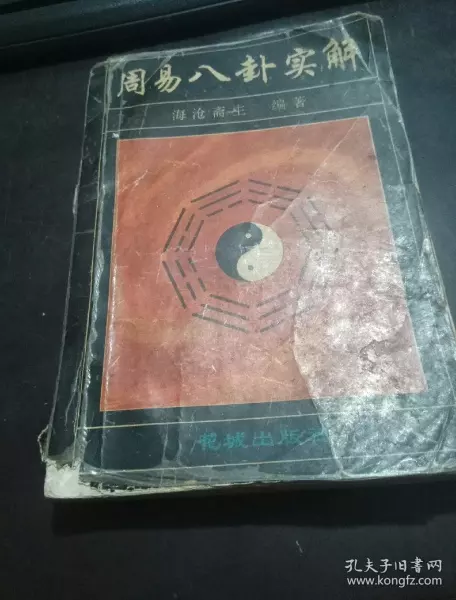 周易八卦实解
海沧斋生 编著
花城出版社
孔夫子旧书网
www.kongfz.com